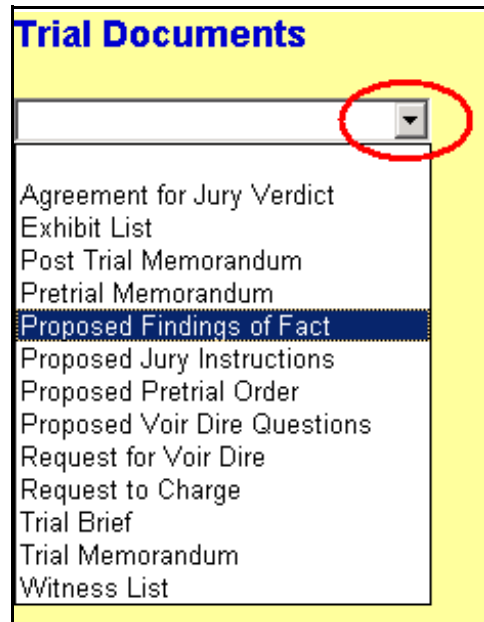 Trial Documents
Agreement for Jury Verdict
Exhibit List
Post Trial Memorandum
Pretrial Memorandum
Proposed Findings of Fact
Proposed Jury Instructions
Proposed Pretrial Order
Proposed Voir Dire Questions
Request for Voir Dire
Request to Charge
Trial Brief
Trial Memorandum
Witness List